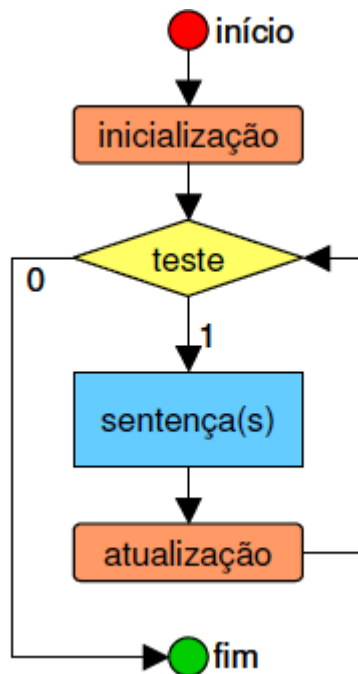 início
inicialização
teste
0
1
sentença(s)
atualização
fim